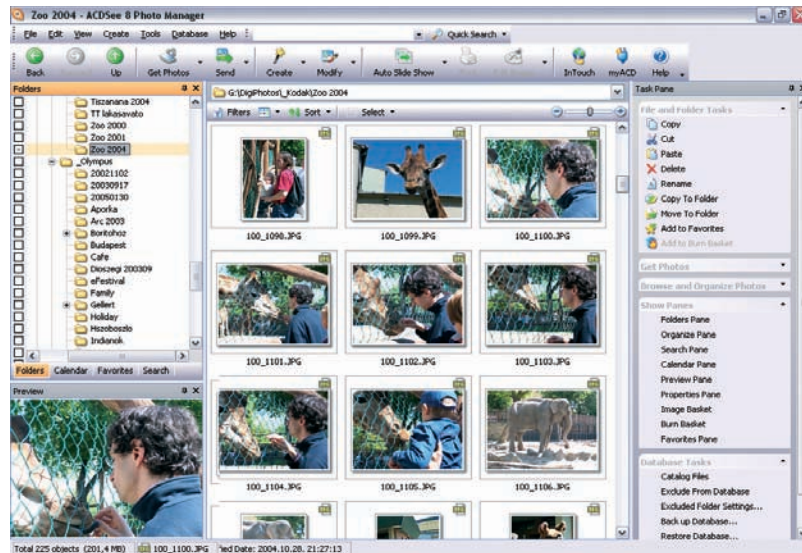 Zoo 2004 - ACDSee 8 Photo Manager
File Edit View Create Tools Database Help
Quick Search
Back Up Get Photos Send Create Modify Auto Slide Show InTouch myACD Help
Folders
Tiszanana 2004
TT lakasavato
Zoo 2000
Zoo 2001
Zoo 2004
_Olympus
20021102
20030917
20050130
Aporka
Arc 2003
Boritohoz
Budapest
Cafe
Dioszegi 200309
eFestival
Family
Gellert
Holiday
Hszoboszlo
Indianok
Folders Calendar Favorites Search
Preview
G:\DigiPhotos\_Kodak\Zoo 2004
Filters Sort Select
100_1098.JPG 100_1099.JPG 100_1100.JPG
100_1101.JPG 100_1102.JPG 100_1103.JPG
100_1104.JPG 100_1105.JPG 100_1106.JPG
Task Pane
File and Folder Tasks
Copy
Cut
Paste
Delete
Rename
Copy To Folder
Move To Folder
Add to Favorites
Add to Burn Basket
Get Photos
Browse and Organize Photos
Show Panes
Folders Pane
Organize Pane
Search Pane
Calendar Pane
Preview Pane
Properties Pane
Image Basket
Burn Basket
Favorites Pane
Database Tasks
Catalog Files
Exclude From Database
Excluded Folder Settings...
Back up Database...
Restore Database...
Total 225 objects (201,4 MB) 100_1100.JPG ied Date: 2004.10.28. 21:27:13